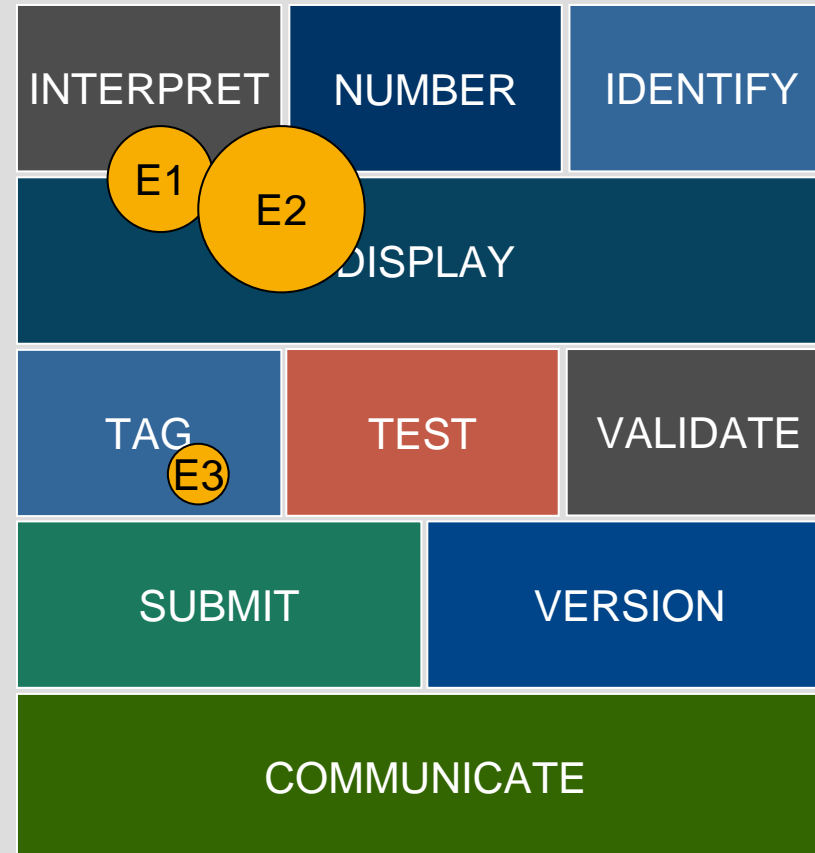 INTERPRET
NUMBER
IDENTIFY
E1
E2
DISPLAY
TAG
E3
TEST
VALIDATE
SUBMIT
VERSION
COMMUNICATE